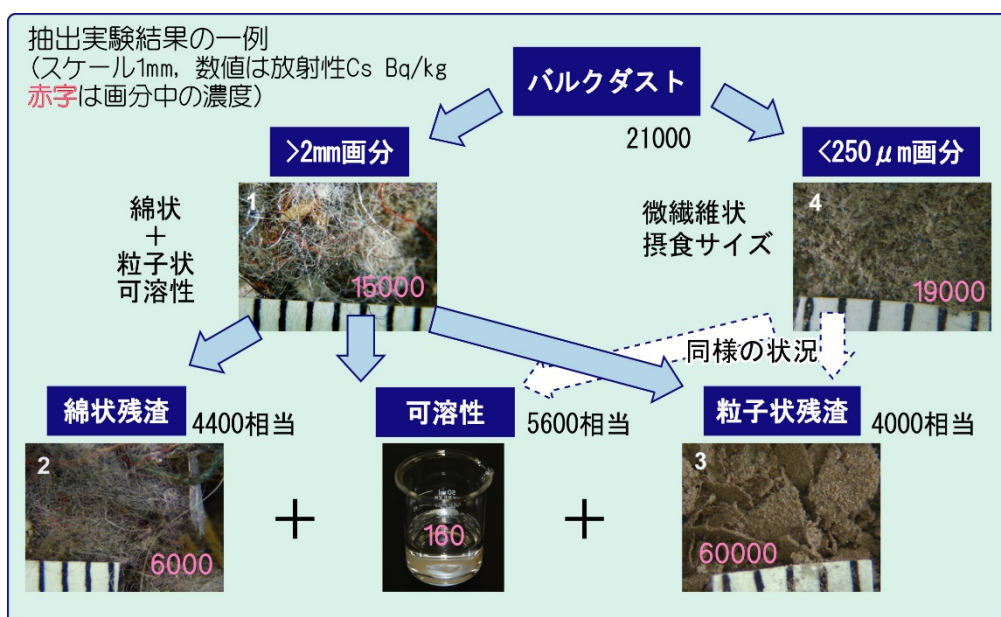 抽出実験結果の一例
(スケール1mm, 数値は放射性Cs Bq/kg
赤字は画分中の濃度)
バルクダスト
21000
>2mm画分
<250μm画分
綿状
+
粒子状
可溶性
1
15000
微繊維状
摂食サイズ
4
19000
同様の状況
綿状残渣
4400相当
可溶性
5600相当
粒子状残渣
4000相当
2
6000
+
160
+
3
60000